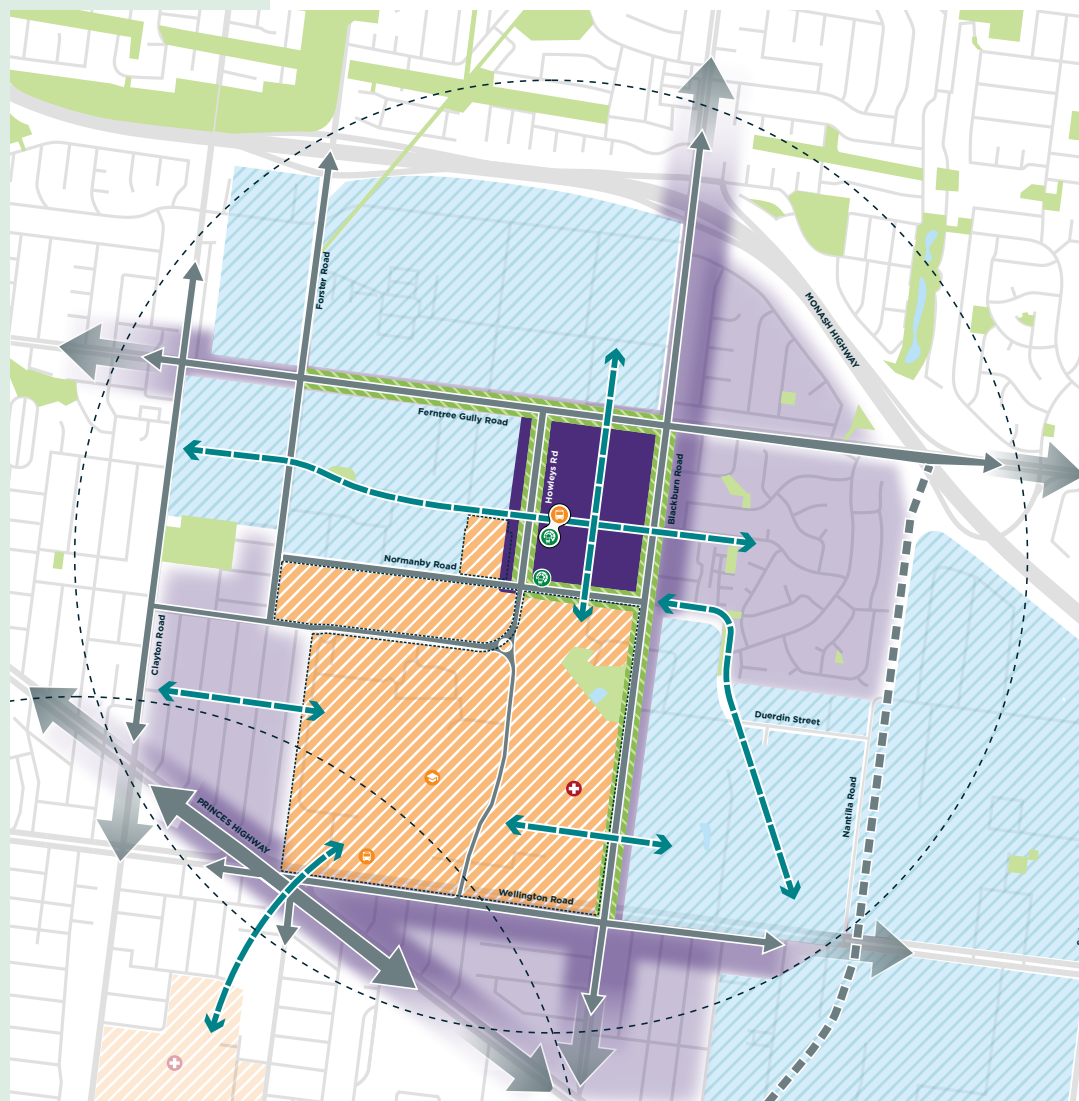 Forster Road
MONASH HIGHWAY
Ferntree Gully Road
Howleys Rd
Blackburn Road
Normanby Road
Clayton Road
Duerdin Street
Nantilla Road
PRINCES HIGHWAY
Wellington Road